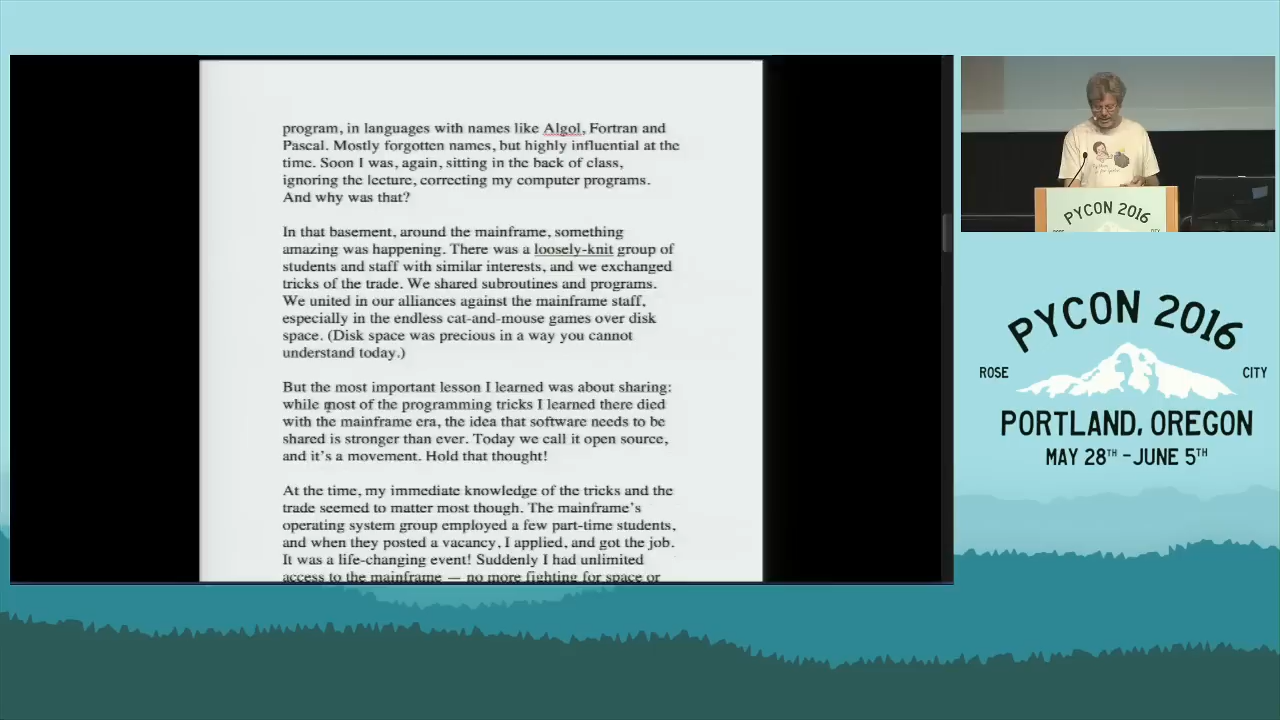 program, in languages with names like Algol, Fortran and
Pascal. Mostly forgotten names, but highly influential at the
time. Soon I was, again, sitting in the back of class,
ignoring the lecture, correcting my computer programs.
And why was that?
In that basement, around the mainframe, something
amazing was happening. There was a loosely-knit group of
students and staff with similar interests, and we exchanged
tricks of the trade. We shared subroutines and programs.
We united in our alliances against the mainframe staff,
especially in the endless cat-and-mouse games over disk
space. (Disk space was precious in a way you cannot
understand today.)
But the most important lesson I learned was about sharing:
while most of the programming tricks I learned there died
with the mainframe era, the idea that software needs to be
shared is stronger than ever. Today we call it open source,
and it's a movement. Hold that thought!
At the time, my immediate knowledge of the tricks and the
trade seemed to matter most though. The mainframe's
operating system group employed a few part-time students,
and when they posted a vacancy, I applied, and got the job.
It was a life-changing event! Suddenly I had unlimited
access to the mainframe — no more fighting for space or
PYCON 2016
PYCON 2016
ROSE CITY
PORTLAND, OREGON
MAY 28TH - JUNE 5TH